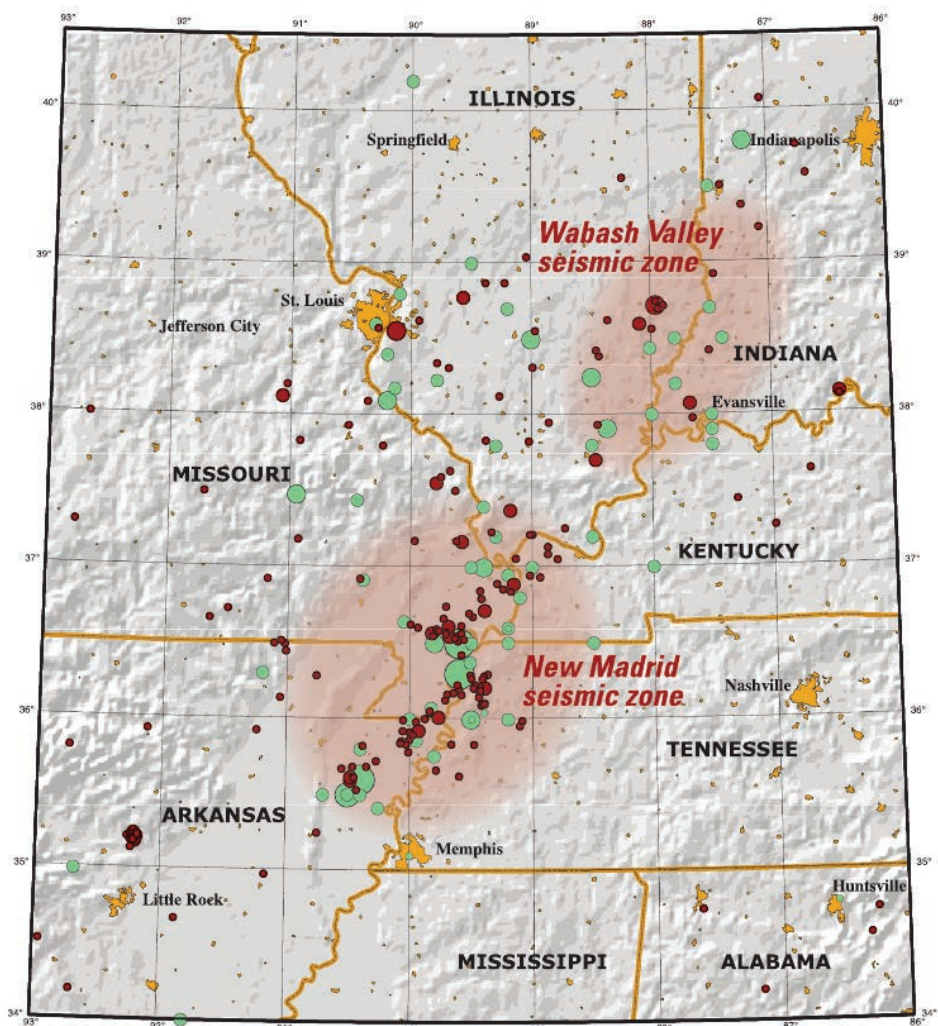 93° 92° 91° 90° 89° 88° 87° 86°
40° ILLINOIS 40°
Springfield Indianapolis
Wabash Valley
seismic zone
39° 39°
St. Louis
Jefferson City
INDIANA
38° Evansville 38°
MISSOURI
37° KENTUCKY 37°
New Madrid
seismic zone
Nashville
36° 36°
TENNESSEE
ARKANSAS
Memphis
35° 35°
Little Rock Huntsville
MISSISSIPPI ALABAMA
34° 34°
93° 86°